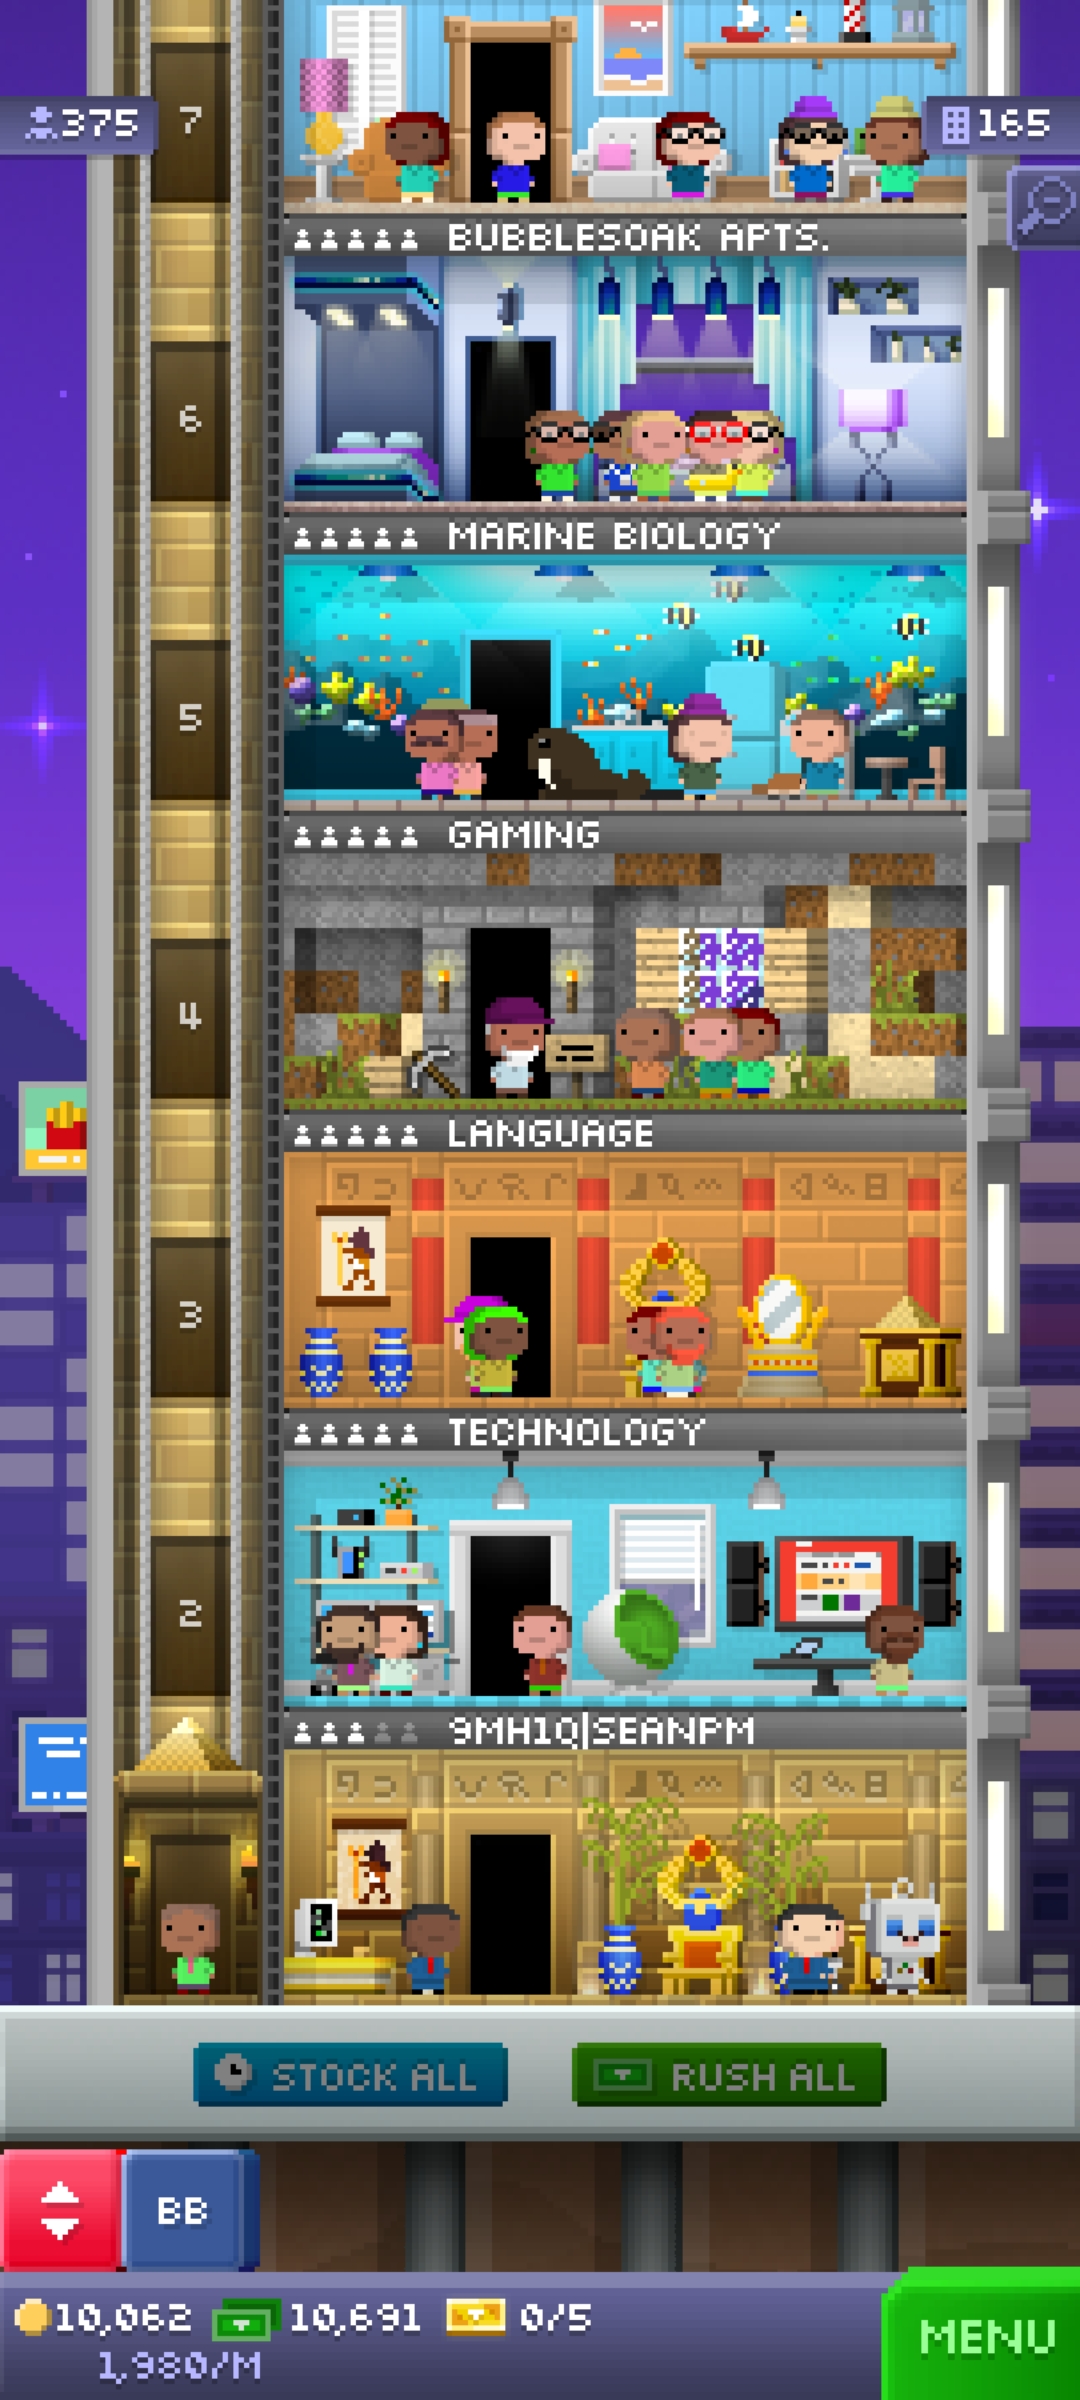 375
7
165
BUBBLESOAK APTS.
6
MARINE BIOLOGY
5
GAMING
4
LANGUAGE
3
TECHNOLOGY
2
9MH1Q|SEANPM
STOCK ALL
RUSH ALL
BB
10,062
10,691
0/5
MENU
1,980/M